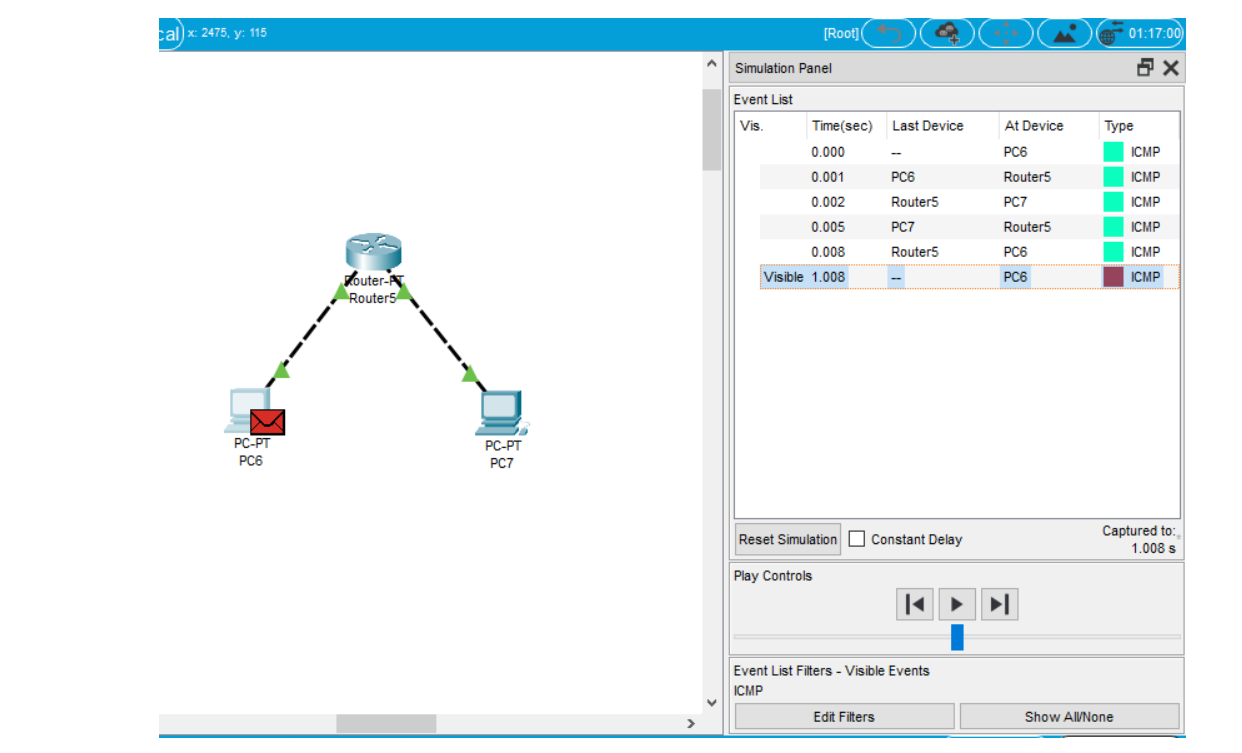 cal) x: 2475, y: 115
[Root]
01:17:00
Router-PT
Router5
PC-PT
PC6
PC-PT
PC7
Simulation Panel
Event List
Vis. Time(sec) Last Device At Device Type
0.000 -- PC6 ICMP
0.001 PC6 Router5 ICMP
0.002 Router5 PC7 ICMP
0.005 PC7 Router5 ICMP
0.008 Router5 PC6 ICMP
Visible 1.008 -- PC6 ICMP
Reset Simulation Constant Delay
Captured to:
1.008 s
Play Controls
Event List Filters - Visible Events
ICMP
Edit Filters Show All/None